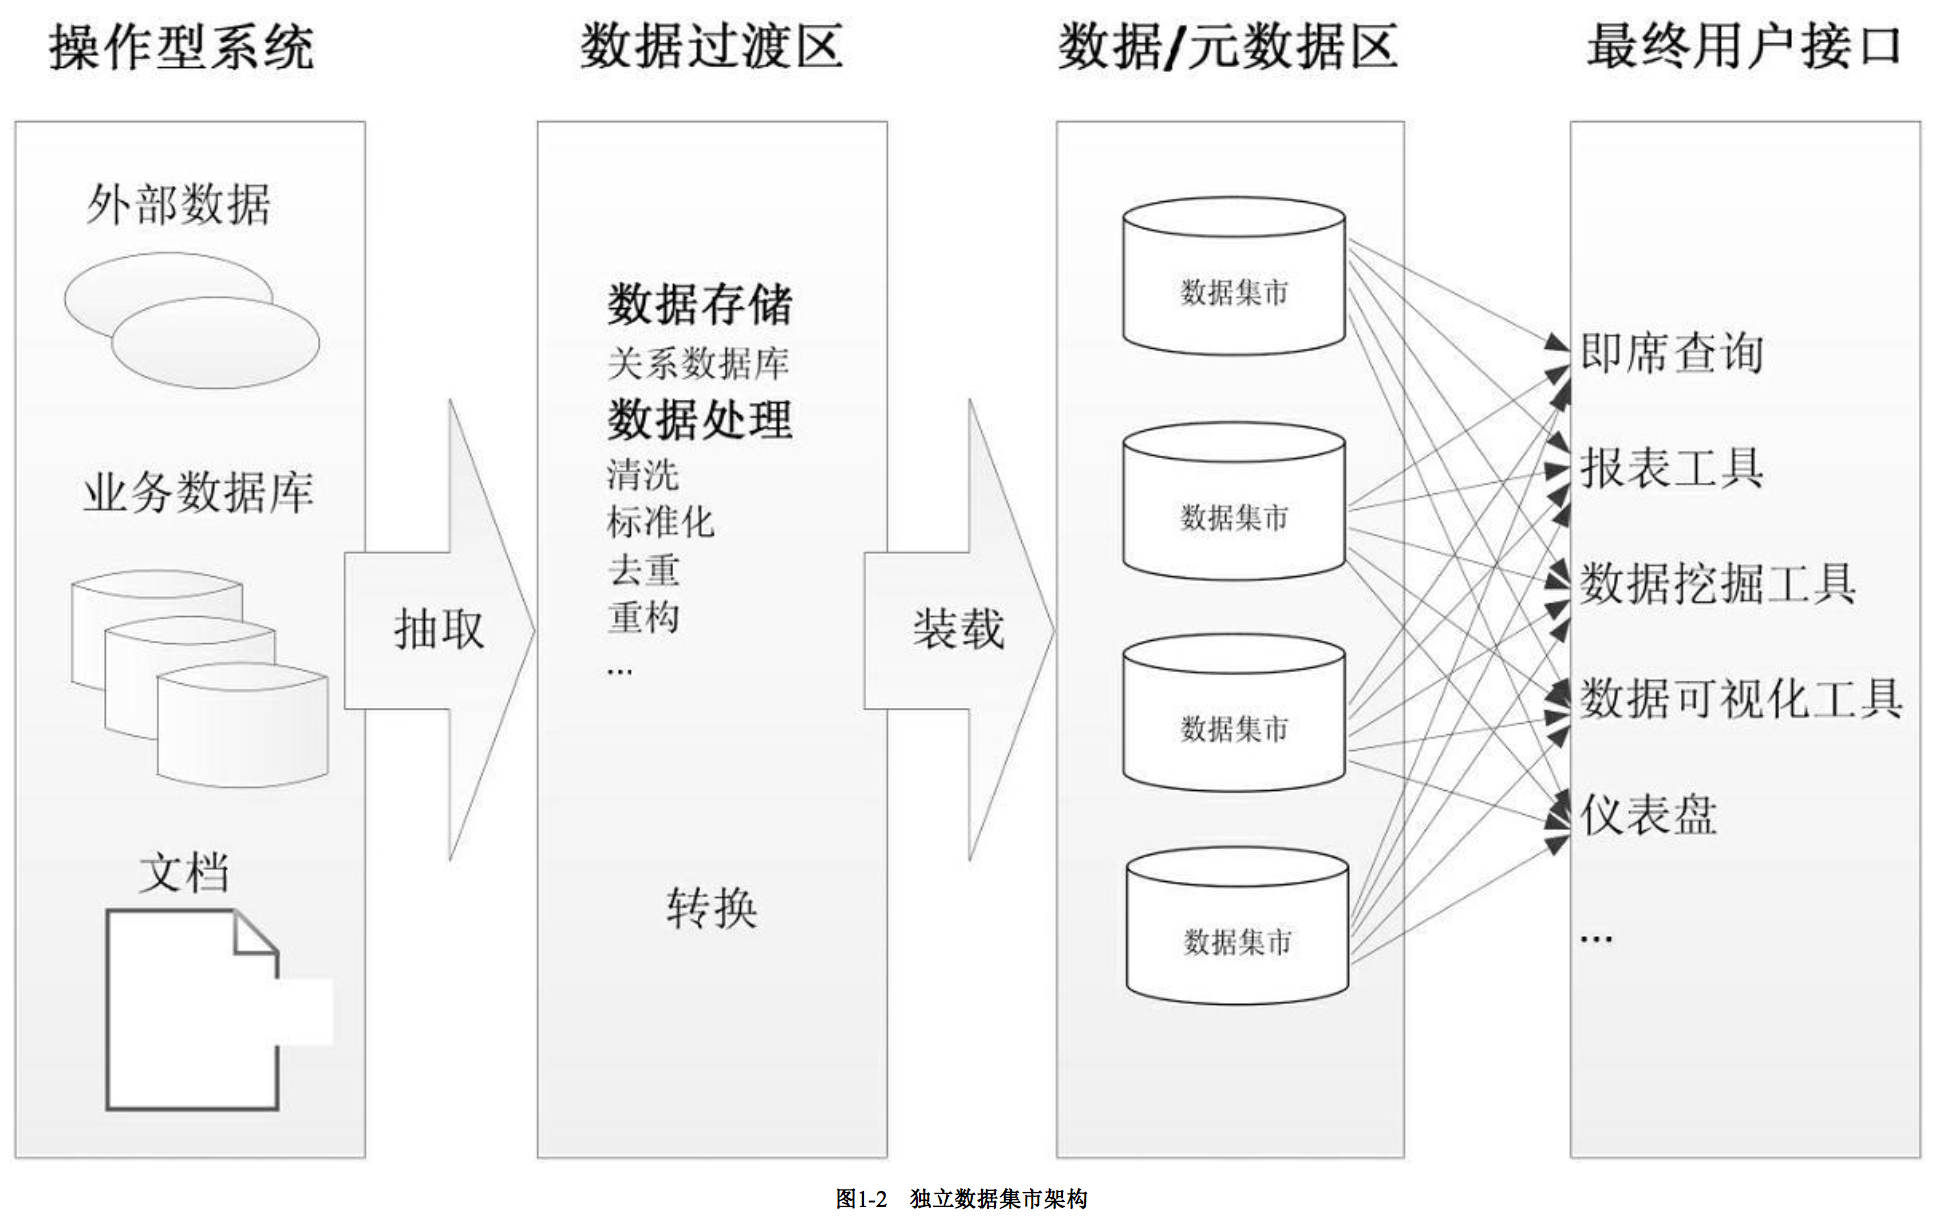 操作型系统
数据过渡区
数据/元数据区
最终用户接口
外部数据
业务数据库
文档
抽取
数据存储
关系数据库
数据处理
清洗
标准化
去重
重构
...
转换
装载
数据集市
数据集市
数据集市
数据集市
即席查询
报表工具
数据挖掘工具
数据可视化工具
仪表盘
...
图1-2 独立数据集市架构